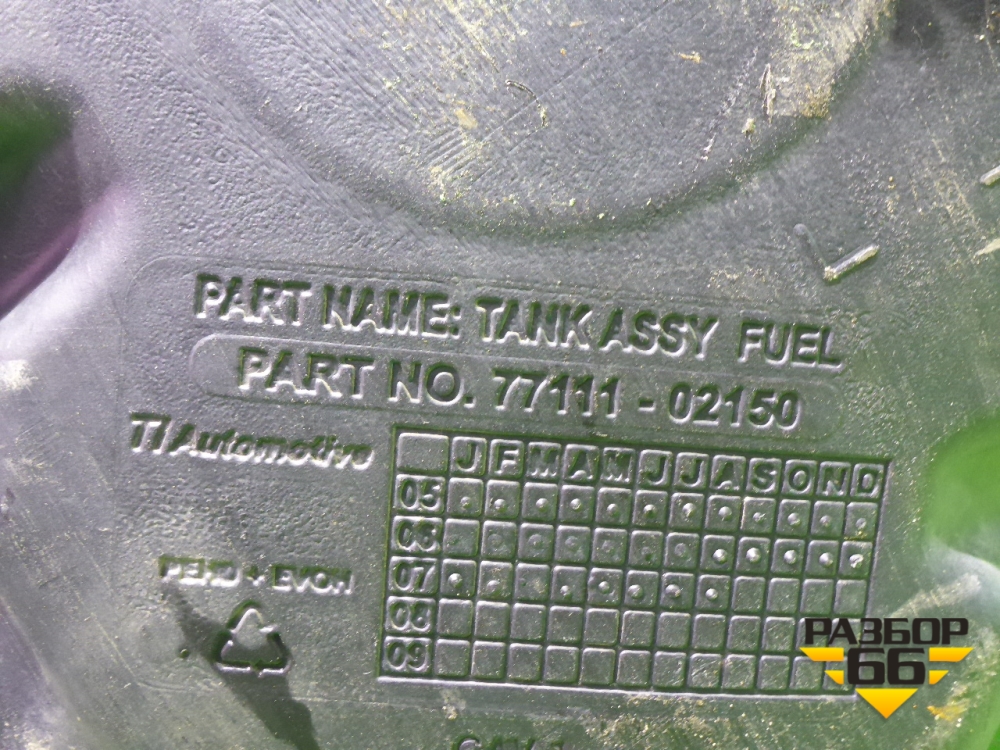 PART NAME: TANK ASSY FUEL
PART NO. 77111 - 02150
TI Automotive
J F M A M J J A S O N D
05
06
07
08
09
PEHD + EVOH
РАЗБОР
66